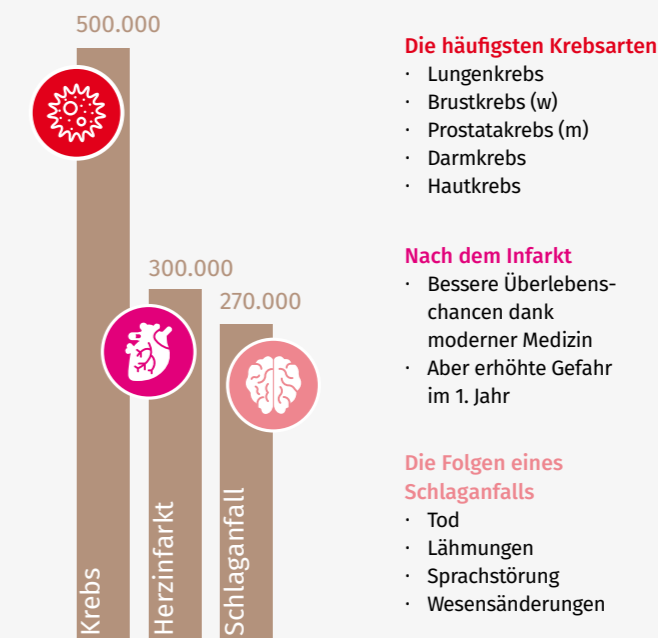 500.000
300.000
270.000
Krebs
Herzinfarkt
Schlaganfall
Die häufigsten Krebsarten
· Lungenkrebs
· Brustkrebs (w)
· Prostatakrebs (m)
· Darmkrebs
· Hautkrebs
Nach dem Infarkt
· Bessere Überlebens-
chancen dank
moderner Medizin
· Aber erhöhte Gefahr
im 1. Jahr
Die Folgen eines
Schlaganfalls
· Tod
· Lähmungen
· Sprachstörung
· Wesensänderungen